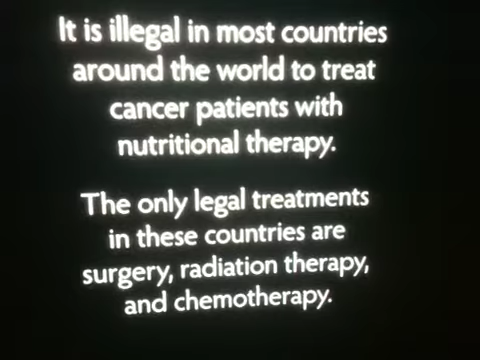 It is illegal in most countries
around the world to treat
cancer patients with
nutritional therapy.
The only legal treatments
in these countries are
surgery, radiation therapy,
and chemotherapy.